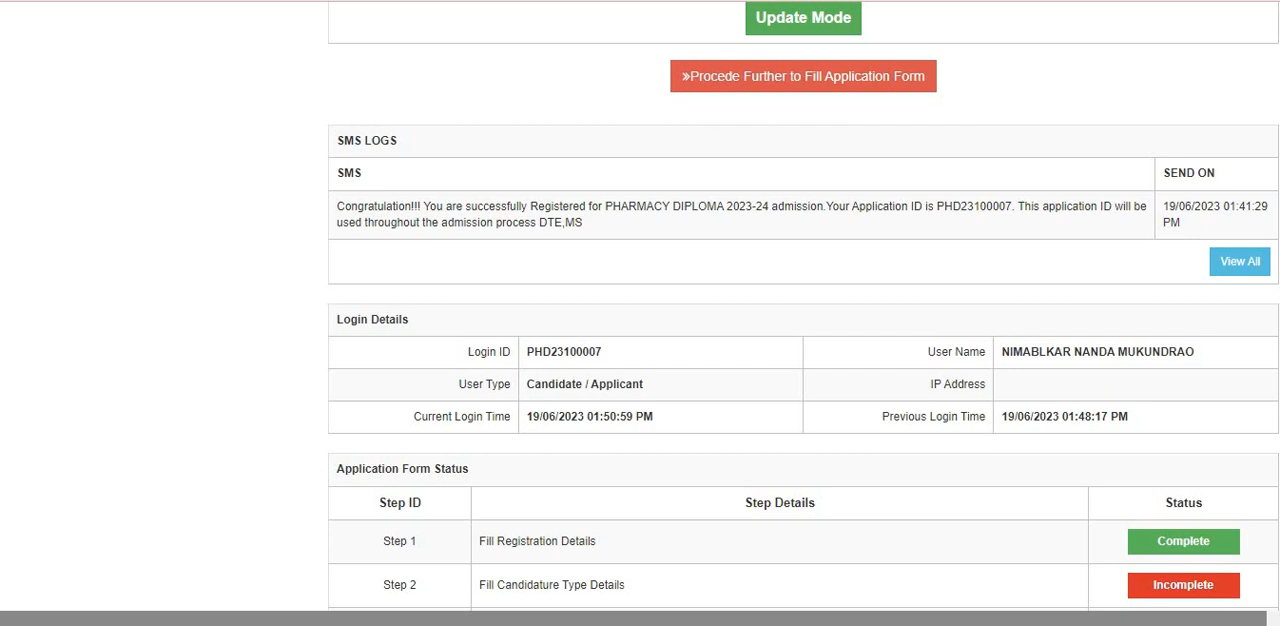 Update Mode
»Procede Further to Fill Application Form
SMS LOGS
SMS SEND ON
Congratulation!!! You are successfully Registered for PHARMACY DIPLOMA 2023-24 admission.Your Application ID is PHD23100007. This application ID will be 19/06/2023 01:41:29
used throughout the admission process DTE,MS PM
View All
Login Details
Login ID PHD23100007 User Name NIMABLKAR NANDA MUKUNDRAO
User Type Candidate / Applicant IP Address
Current Login Time 19/06/2023 01:50:59 PM Previous Login Time 19/06/2023 01:48:17 PM
Application Form Status
Step ID Step Details Status
Step 1 Fill Registration Details Complete
Step 2 Fill Candidature Type Details Incomplete